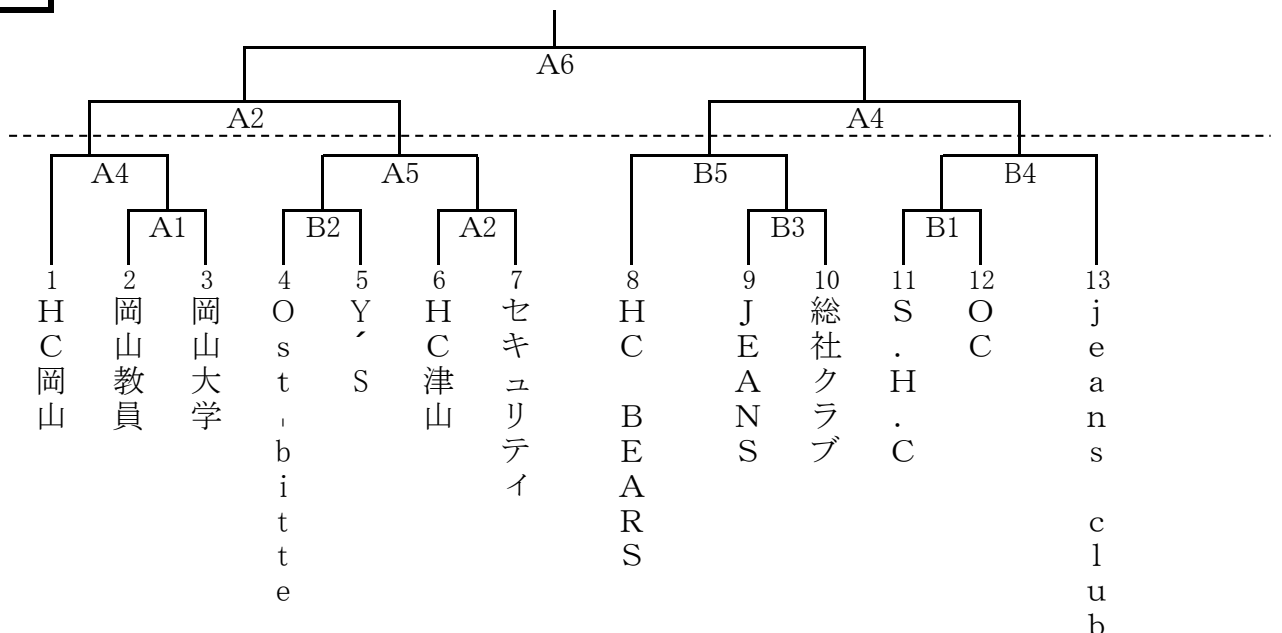 A6
A2 A4
A4 A5 B5 B4
A1 B2 A2 B3 B1
1 2 3 4 5 6 7 8 9 10 11 12 13
HC岡山
岡山教員
岡山大学
Ost-bitte
Y´S
HC津山
セキュリティ
HC BEARS
JEANS
総社クラブ
S.H.C
OC
jeans club